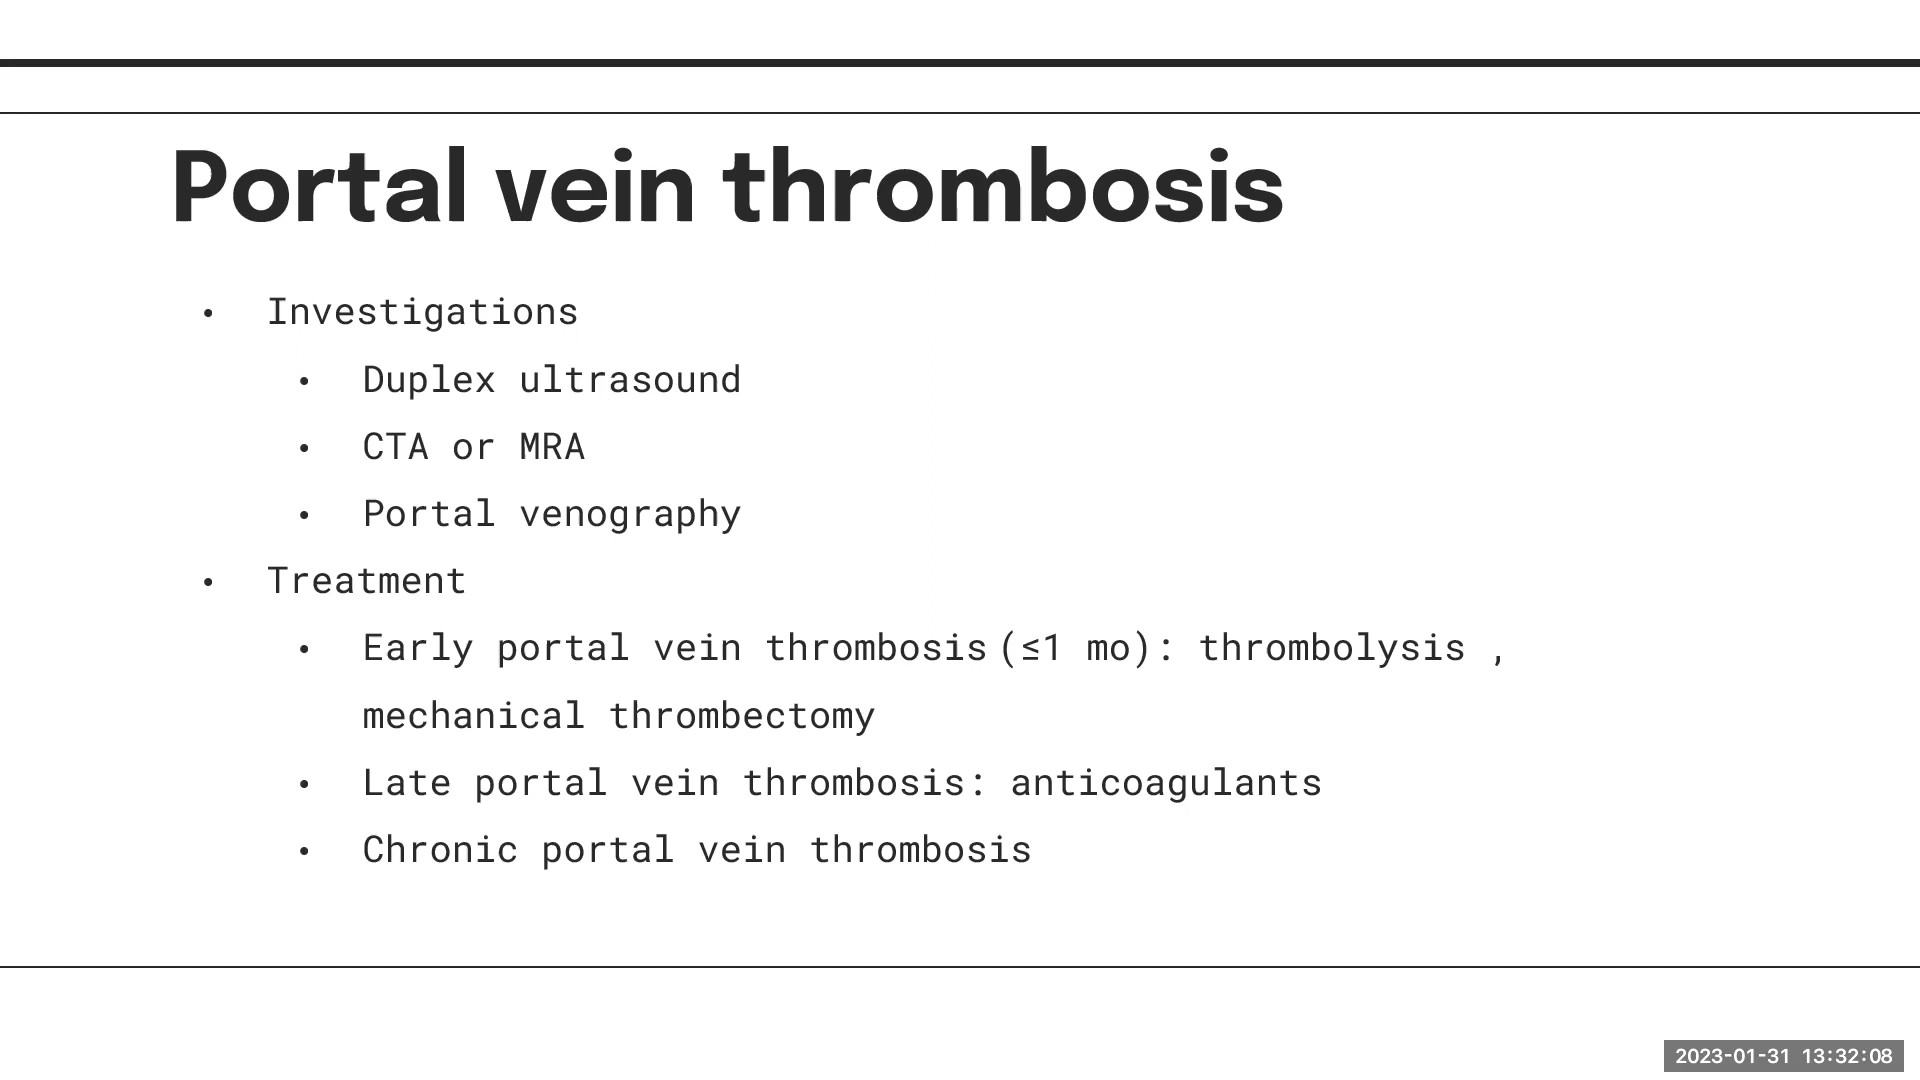 Portal vein thrombosis
• Investigations
• Duplex ultrasound
• CTA or MRA
• Portal venography
• Treatment
• Early portal vein thrombosis (≤1 mo): thrombolysis ,
mechanical thrombectomy
• Late portal vein thrombosis: anticoagulants
• Chronic portal vein thrombosis
2023-01-31 13:32:08